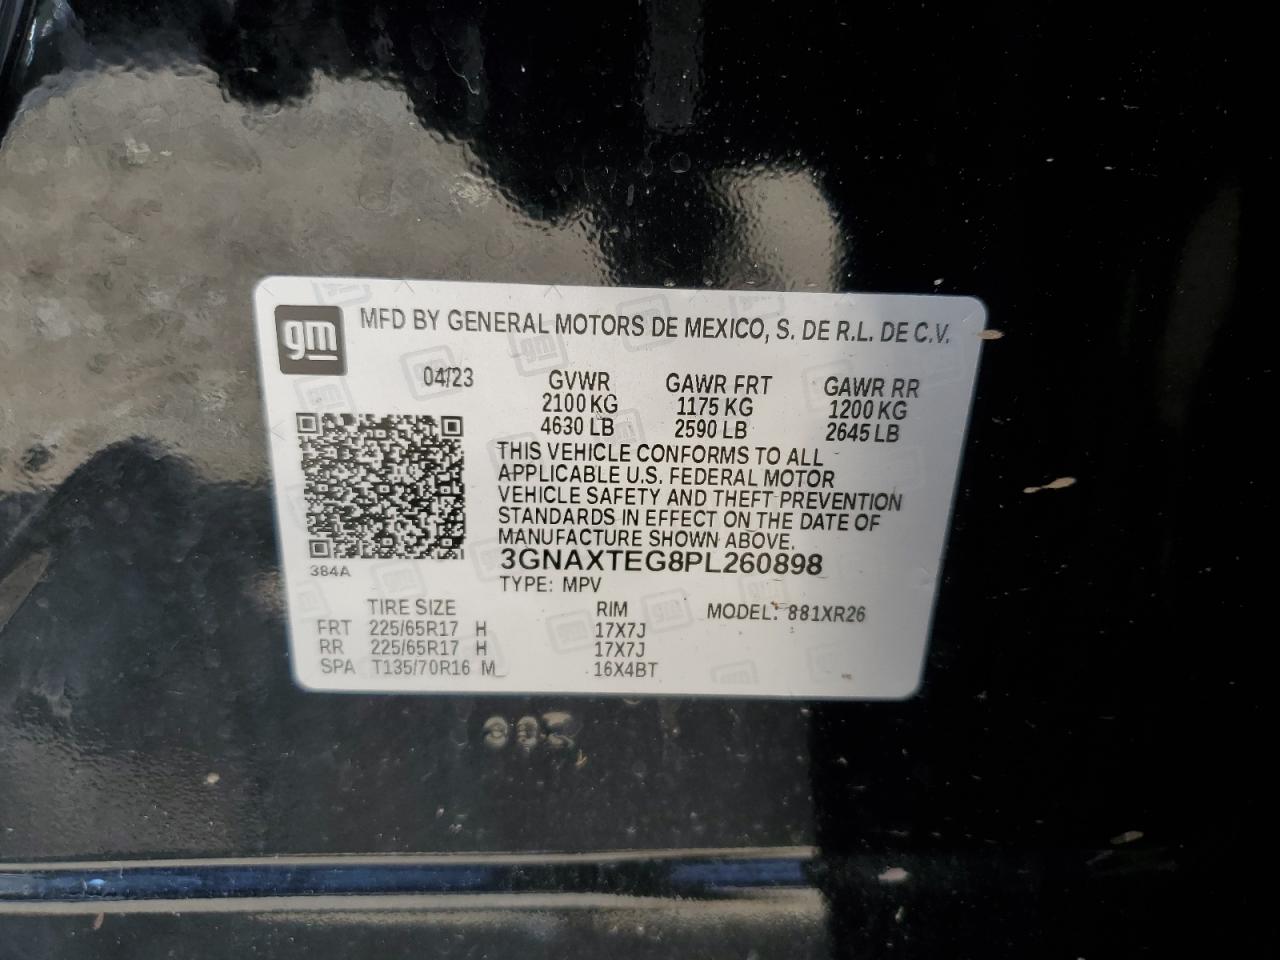 gm
MFD BY GENERAL MOTORS DE MEXICO, S. DE R.L. DE C.V.
04/23 GVWR GAWR FRT GAWR RR
2100 KG 1175 KG 1200 KG
4630 LB 2590 LB 2645 LB
THIS VEHICLE CONFORMS TO ALL
APPLICABLE U.S. FEDERAL MOTOR
VEHICLE SAFETY AND THEFT PREVENTION
STANDARDS IN EFFECT ON THE DATE OF
MANUFACTURE SHOWN ABOVE.
3GNAXTEG8PL260898
384A
TYPE: MPV
TIRE SIZE RIM MODEL: 881XR26
FRT 225/65R17 H 17X7J
RR 225/65R17 H 17X7J
SPA T135/70R16 M 16X4BT